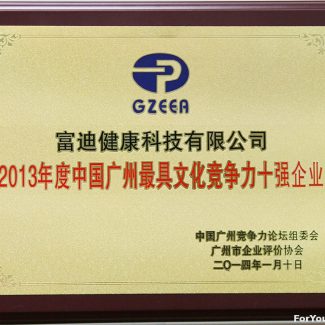 GZEEA
富迪健康科技有限公司
2013年度中国广州最具文化竞争力十强企业
中国广州竞争力论坛组委会
广州市企业评价协会
二〇一四年一月十日
ForYou